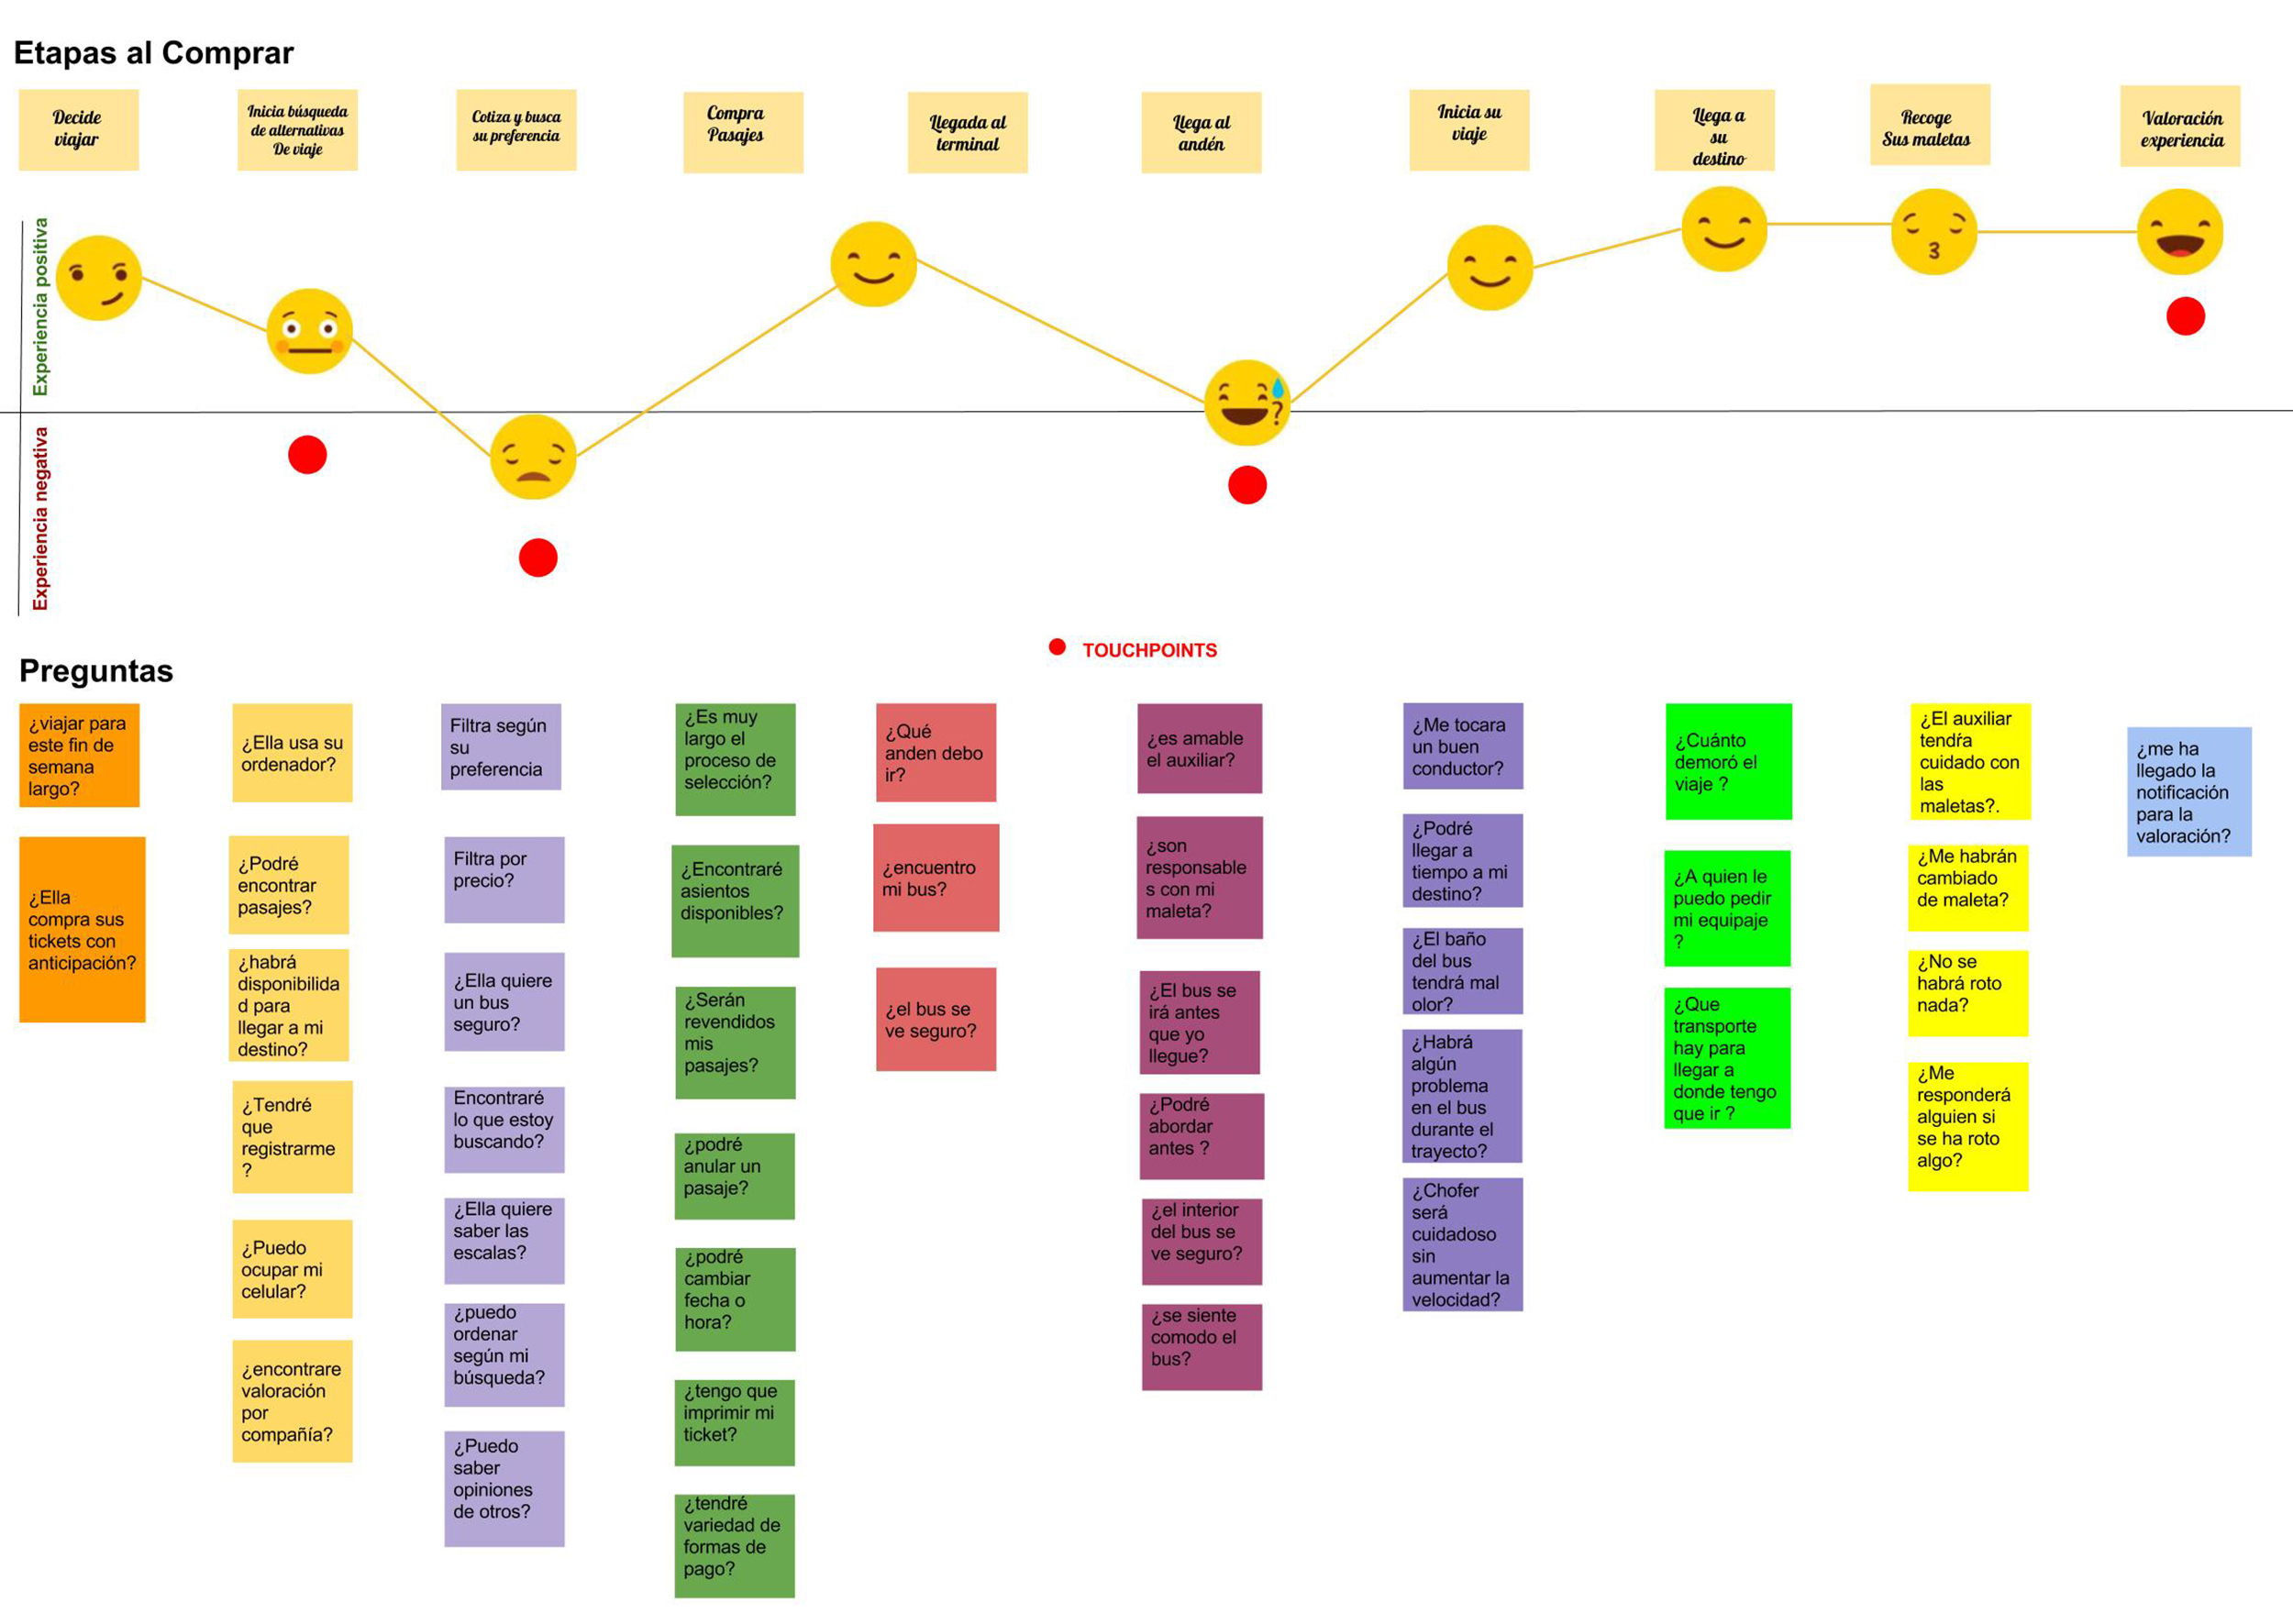 Etapas al Comprar
Decide
viajar
Inicia búsqueda
de alternativas
De viaje
Cotiza y busca
su preferencia
Compra
Pasajes
Llegada al
terminal
Llega al
andén
Inicia su
viaje
Llega a
su
destino
Recoge
Sus maletas
Valoración
experiencia
Experiencia positiva
Experiencia negativa
?
TOUCHPOINTS
Preguntas
¿viajar para
este fin de
semana
largo?
¿Ella
compra sus
tickets con
anticipación?
¿Ella usa su
ordenador?
¿Podré
encontrar
pasajes?
¿habrá
disponibilida
d para
llegar a mi
destino?
¿Tendré
que
registrarme
?
¿Puedo
ocupar mi
celular?
¿encontrare
valoración
por
compañía?
Filtra según
su
preferencia
Filtra por
precio?
¿Ella quiere
un bus
seguro?
Encontraré
lo que estoy
buscando?
¿Ella quiere
saber las
escalas?
¿puedo
ordenar
según mi
búsqueda?
¿Puedo
saber
opiniones
de otros?
¿Es muy
largo el
proceso de
selección?
¿Encontraré
asientos
disponibles?
¿Serán
revendidos
mis
pasajes?
¿podré
anular un
pasaje?
¿podré
cambiar
fecha o
hora?
¿tengo que
imprimir mi
ticket?
¿tendré
variedad de
formas de
pago?
¿Qué
anden debo
ir?
¿encuentro
mi bus?
¿el bus se
ve seguro?
¿es amable
el auxiliar?
¿son
responsable
s con mi
maleta?
¿El bus se
irá antes
que yo
llegue?
¿Podré
abordar
antes ?
¿el interior
del bus se
ve seguro?
¿se siente
comodo el
bus?
¿Me tocara
un buen
conductor?
¿Podré
llegar a
tiempo a mi
destino?
¿El baño
del bus
tendrá mal
olor?
¿Habrá
algún
problema
en el bus
durante el
trayecto?
¿Chofer
será
cuidadoso
sin
aumentar la
velocidad?
¿Cuánto
demoró el
viaje ?
¿A quien le
puedo pedir
mi equipaje
?
¿Que
transporte
hay para
llegar a
donde tengo
que ir ?
¿El auxiliar
tendŕa
cuidado con
las
maletas?.
¿Me habrán
cambiado
de maleta?
¿No se
habrá roto
nada?
¿Me
responderá
alguien si
se ha roto
algo?
¿me ha
llegado la
notificación
para la
valoración?